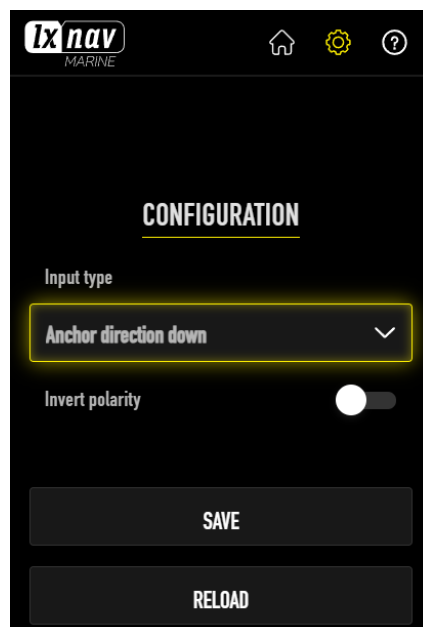 lx nav
MARINE
?
CONFIGURATION
Input type
Anchor direction down
Invert polarity
SAVE
RELOAD